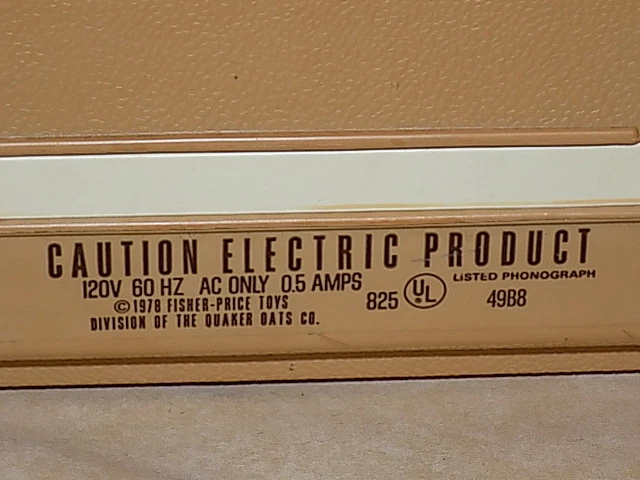 CAUTION ELECTRIC PRODUCT
120V 60 HZ AC ONLY 0.5 AMPS
© 1978 FISHER-PRICE TOYS
DIVISION OF THE QUAKER OATS CO.
825 UL LISTED PHONOGRAPH
49B8